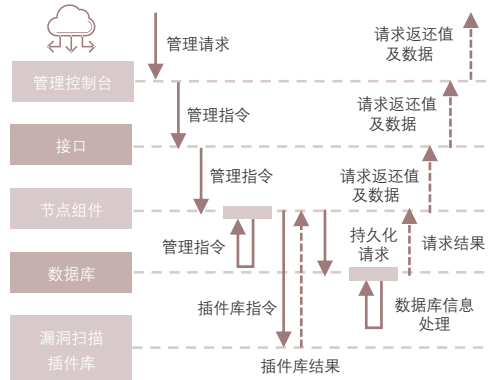 管理请求
请求返还值
及数据
管理控制台
请求返还值
及数据
管理指令
接口
管理指令
请求返还值
及数据
节点组件
管理指令
持久化
请求
请求结果
数据库
插件库指令
数据库信息
处理
漏洞扫描
插件库
插件库结果